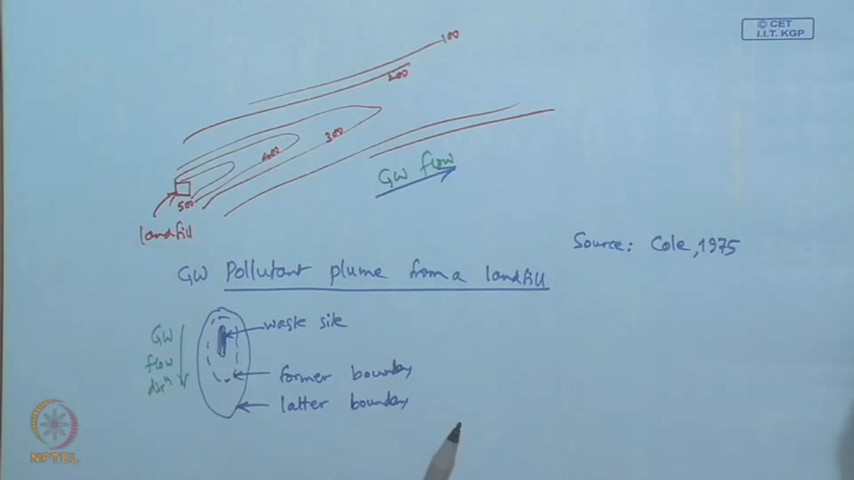 © CET
I.I.T. KGP
100
200
300
400
500
landfill
GW flow
Source: Cole, 1975
GW Pollutant plume from a landfill
GW
flow
dirⁿ
waste site
former boundary
latter boundary
NPTEL